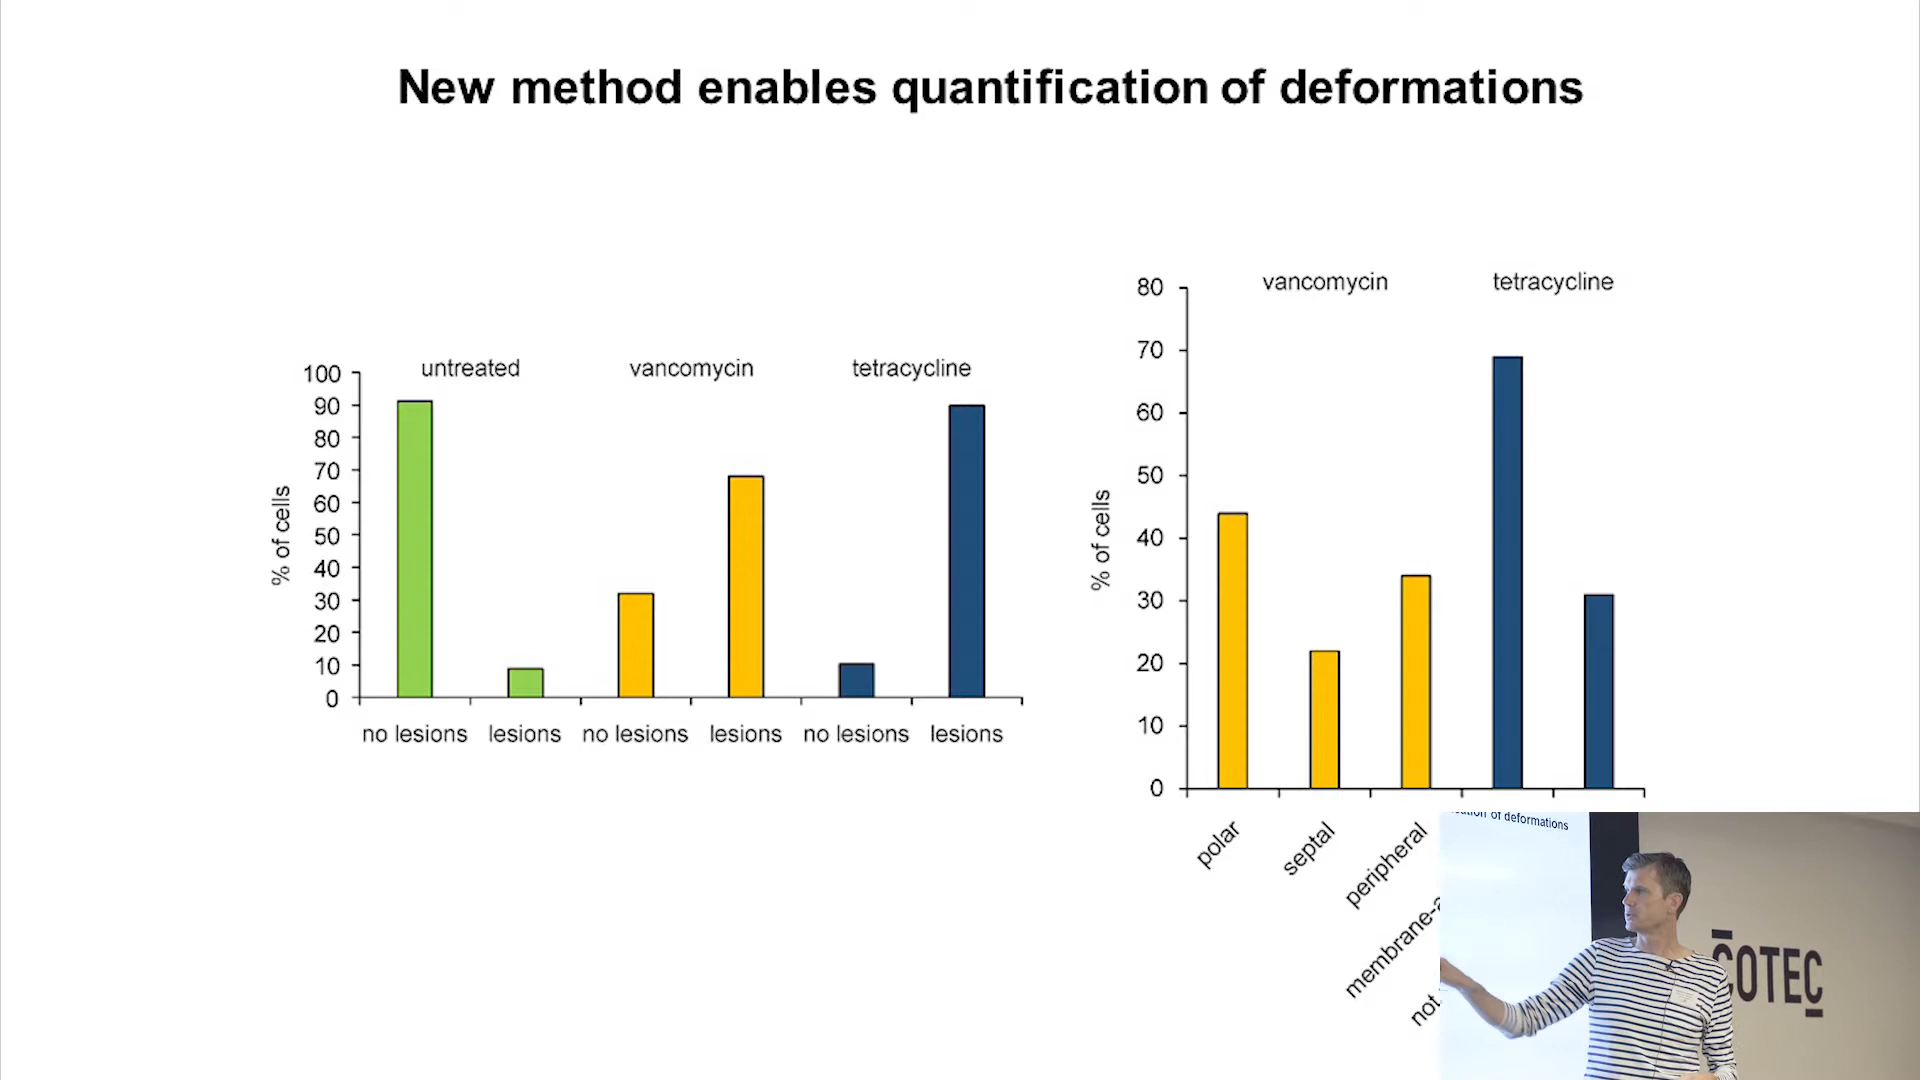 New method enables quantification of deformations
untreated
vancomycin
tetracycline
100
90
80
70
60
50
40
30
20
10
0
% of cells
no lesions
lesions
no lesions
lesions
no lesions
lesions
vancomycin
tetracycline
80
70
60
50
40
30
20
10
0
% of cells
polar
septal
peripheral
membrane-
not
of deformations
COTEC